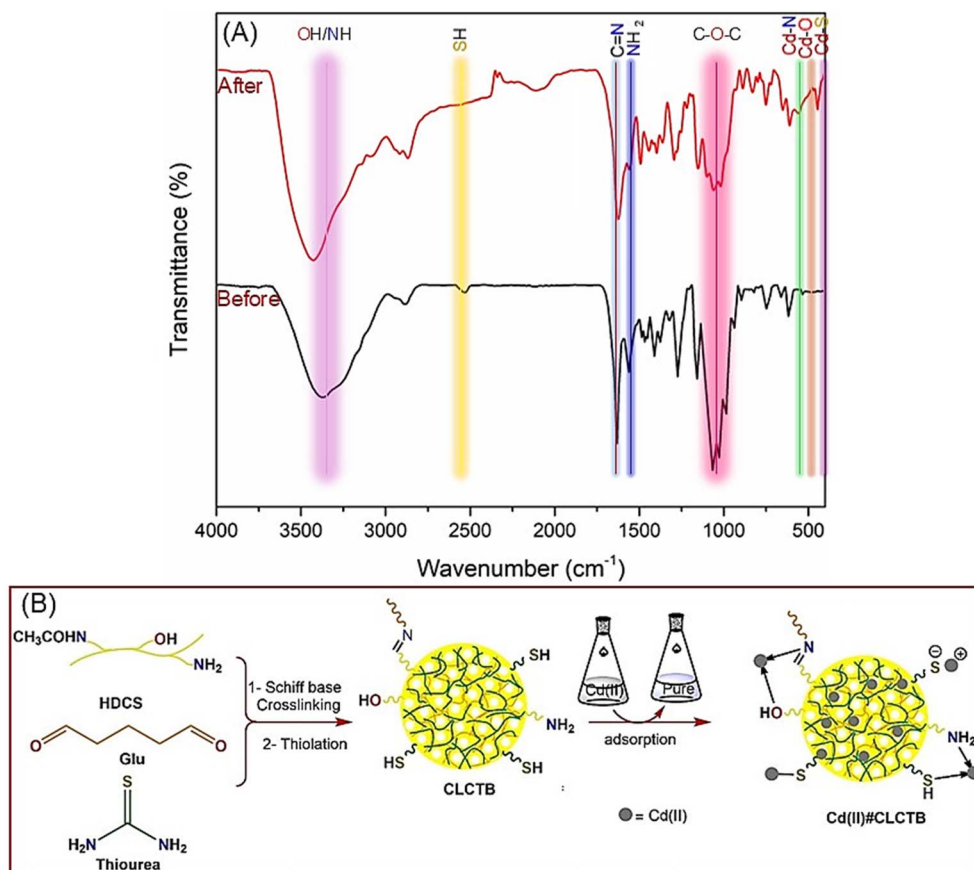 (A)
OH/NH
SH
C=N
NH 2
C-O-C
Cd-N
Cd-O
Cd-S
After
Before
Transmittance (%)
4000 3500 3000 2500 2000 1500 1000 500
Wavenumber (cm-1)
(B)
CH3COHN
OH
NH2
HDCS
O
O
Glu
S
H2N
NH2
Thiourea
1- Schiff base
Crosslinking
2- Thiolation
N
SH
HO
NH2
HS
SH
CLCTB
Cd(II)
Pure
adsorption
:
= Cd(II)
N
S
HO
NH2
S
S
H
Cd(II)#CLCTB